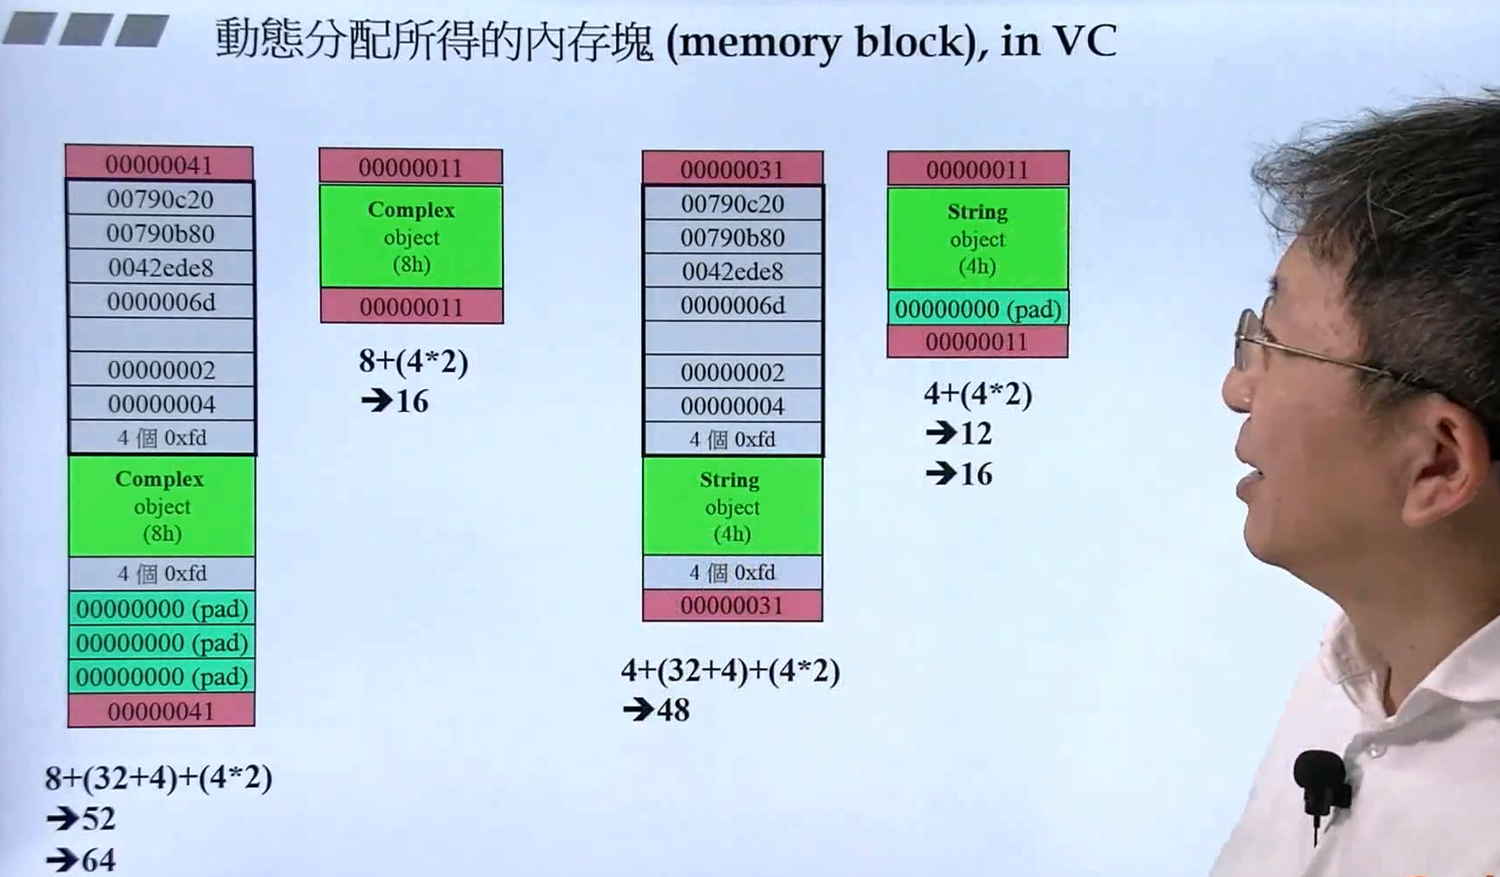 動態分配所得的內存塊 (memory block), in VC
00000041
00790c20
00790b80
0042ede8
0000006d
00000002
00000004
4 個 0xfd
Complex
object
(8h)
4 個 0xfd
00000000 (pad)
00000000 (pad)
00000000 (pad)
00000041
8+(32+4)+(4*2)
➔52
➔64
00000011
Complex
object
(8h)
00000011
8+(4*2)
➔16
00000031
00790c20
00790b80
0042ede8
0000006d
00000002
00000004
4 個 0xfd
String
object
(4h)
4 個 0xfd
00000031
4+(32+4)+(4*2)
➔48
00000011
String
object
(4h)
00000000 (pad)
00000011
4+(4*2)
➔12
➔16